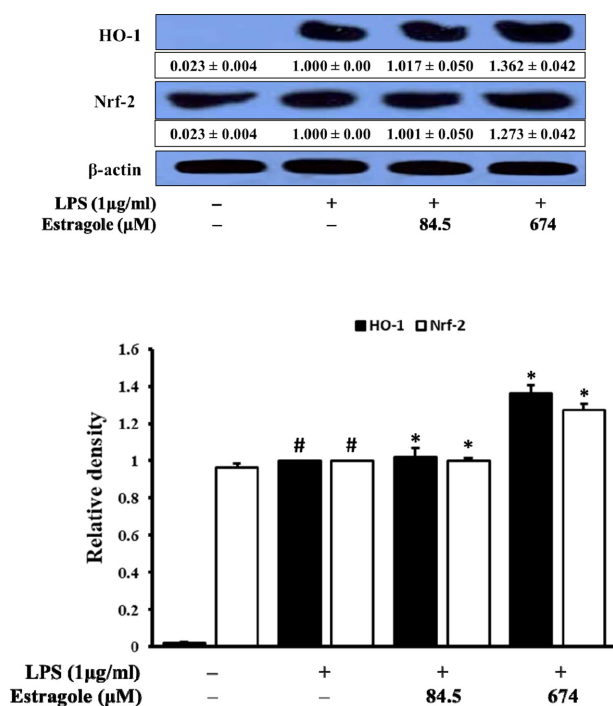 HO-1
0.023 ± 0.004 1.000 ± 0.00 1.017 ± 0.050 1.362 ± 0.042
Nrf-2
0.023 ± 0.004 1.000 ± 0.00 1.001 ± 0.050 1.273 ± 0.042
β-actin
LPS (1μg/ml) – + + +
Estragole (μM) – – 84.5 674
HO-1 Nrf-2
1.6
1.4
1.2
1
0.8
0.6
0.4
0.2
0
Relative density
# # * * * *
LPS (1μg/ml) – + + +
Estragole (μM) – – 84.5 674